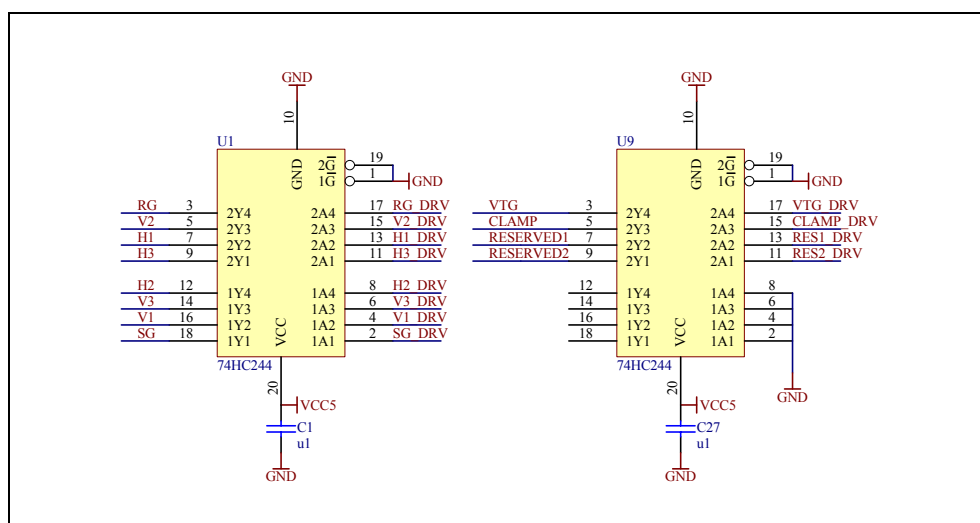 GND
10
U1
GND
2G 19
1G 1 GND
RG 3 2Y4 2A4 17 RG_DRV
V2 5 2Y3 2A3 15 V2_DRV
H1 7 2Y2 2A2 13 H1_DRV
H3 9 2Y1 2A1 11 H3_DRV
H2 12 1Y4 1A4 8 H2_DRV
V3 14 1Y3 1A3 6 V3_DRV
V1 16 1Y2 1A2 4 V1_DRV
SG 18 1Y1 1A1 2 SG_DRV
VCC
74HC244
20
VCC5
C1
u1
GND
GND
10
U9
GND
2G 19
1G 1 GND
VTG 3 2Y4 2A4 17 VTG_DRV
CLAMP 5 2Y3 2A3 15 CLAMP_DRV
RESERVED1 7 2Y2 2A2 13 RES1_DRV
RESERVED2 9 2Y1 2A1 11 RES2_DRV
12 1Y4 1A4 8
14 1Y3 1A3 6
16 1Y2 1A2 4
18 1Y1 1A1 2
VCC
74HC244
GND
20
VCC5
C27
u1
GND